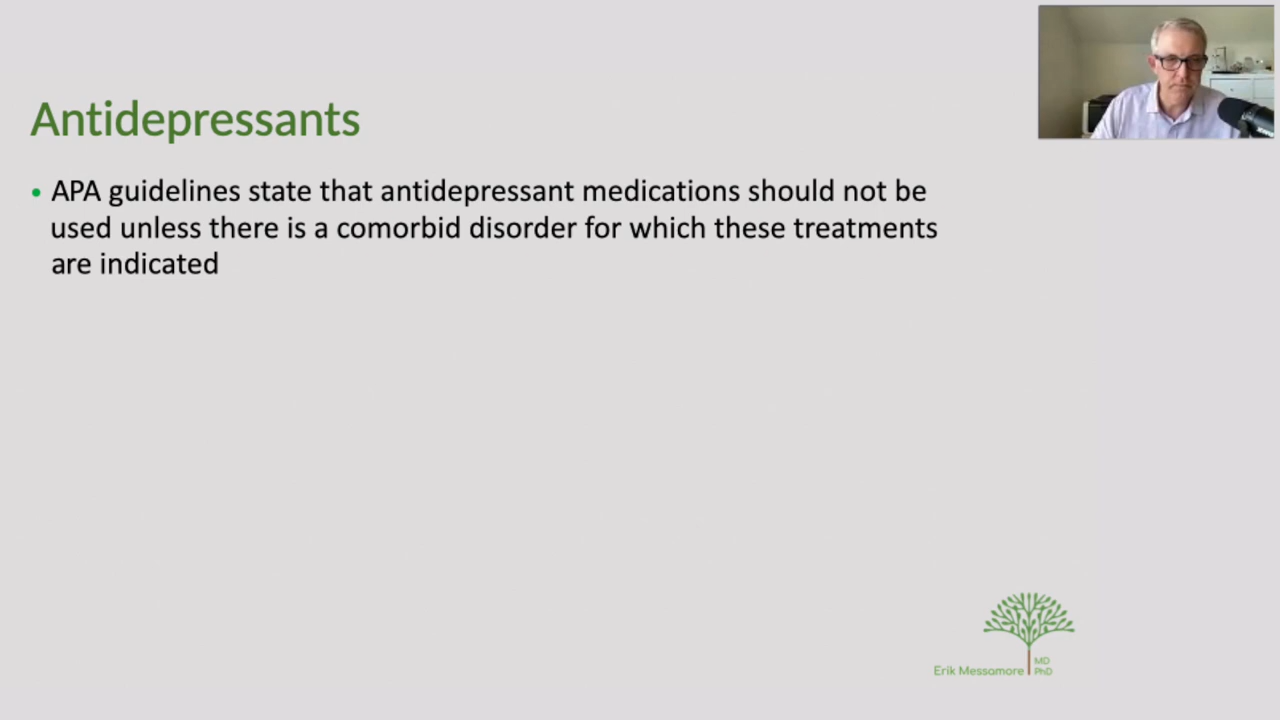 Antidepressants
• APA guidelines state that antidepressant medications should not be
used unless there is a comorbid disorder for which these treatments
are indicated
Erik Messamore
MD
PhD